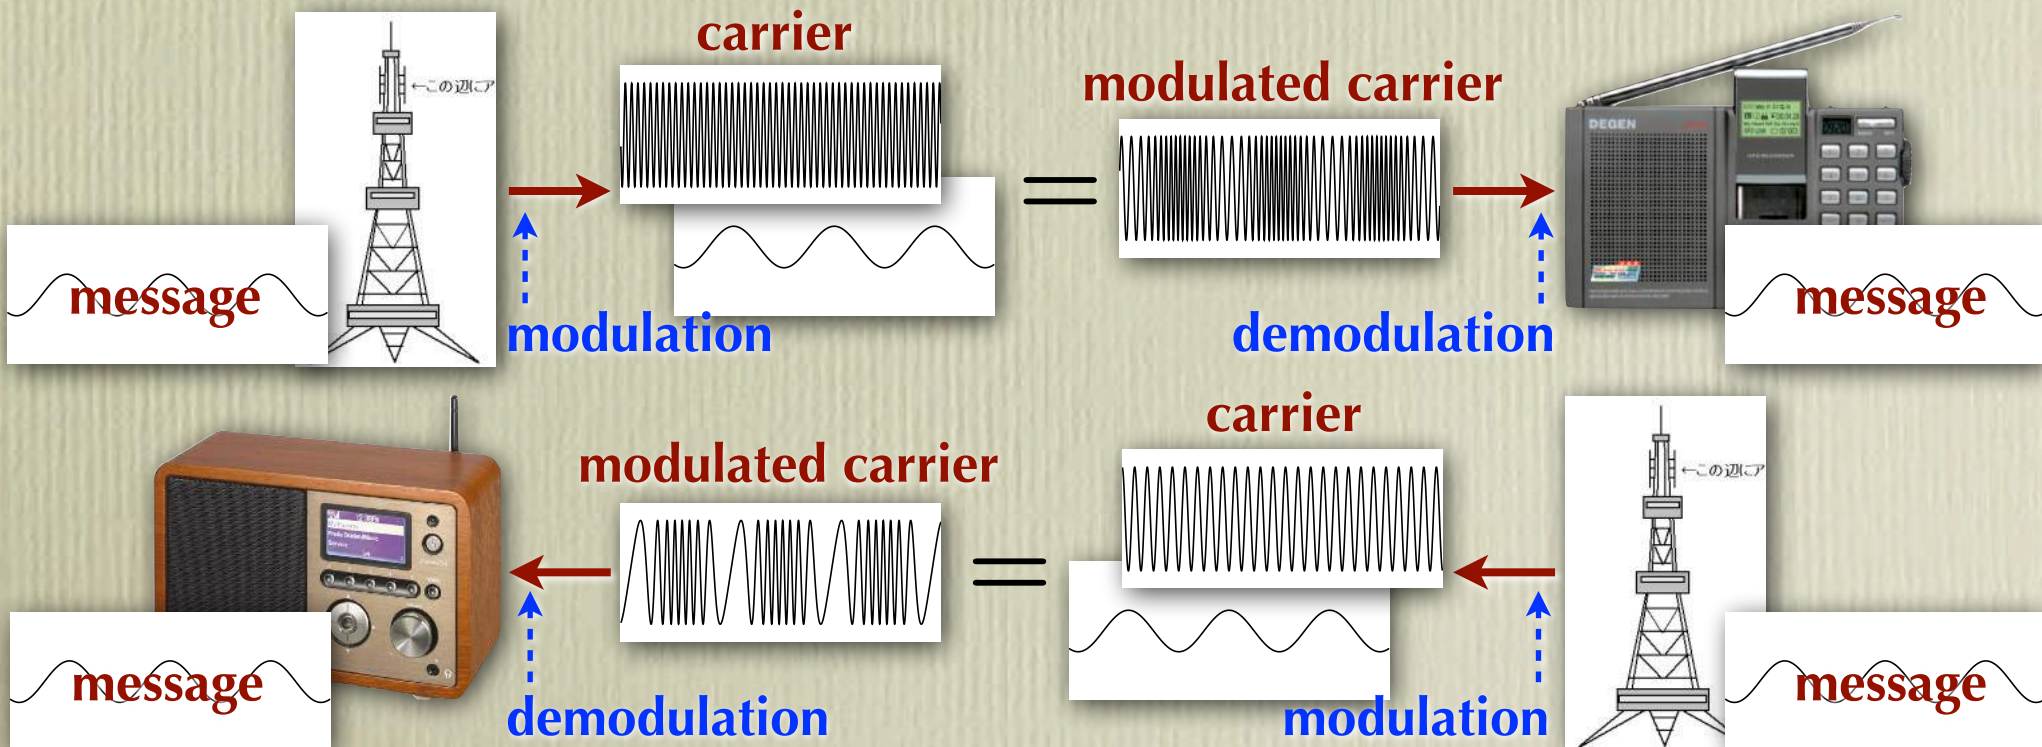 carrier
modulated carrier
←この辺にア
DEGEN
message
modulation
demodulation
message
carrier
modulated carrier
←この辺にア
message
demodulation
modulation
message